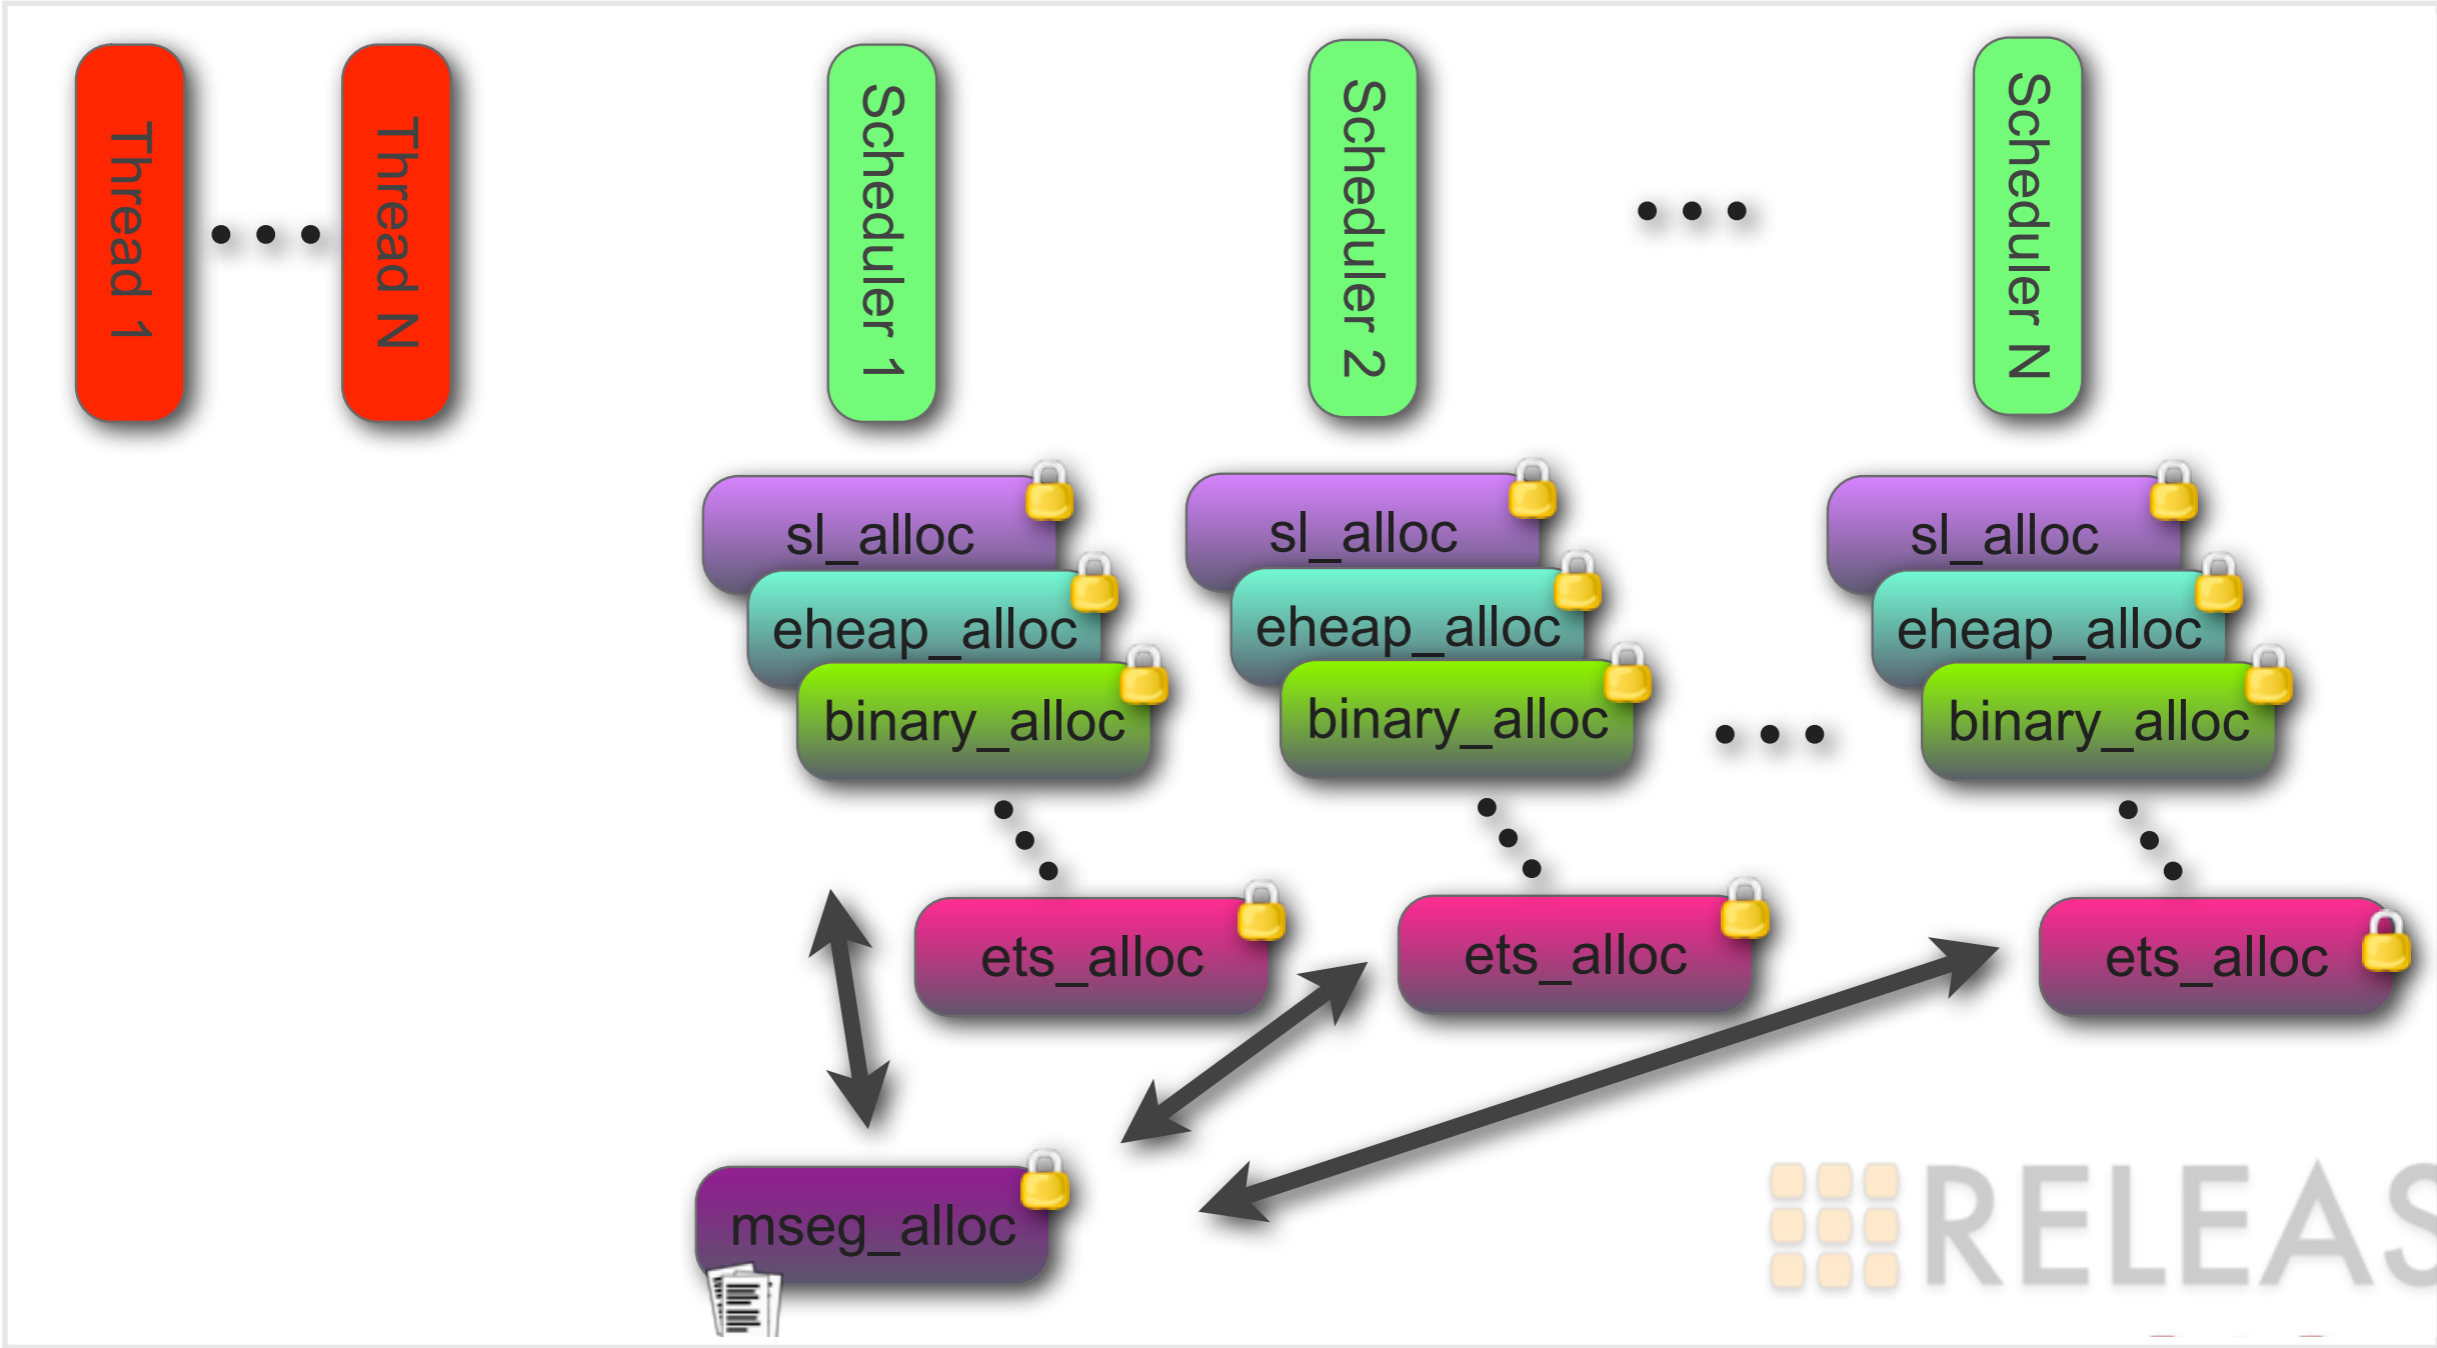 Thread 1
Thread N
Scheduler 1
Scheduler 2
Scheduler N
sl_alloc
eheap_alloc
binary_alloc
ets_alloc
sl_alloc
eheap_alloc
binary_alloc
ets_alloc
sl_alloc
eheap_alloc
binary_alloc
ets_alloc
mseg_alloc
RELEAS